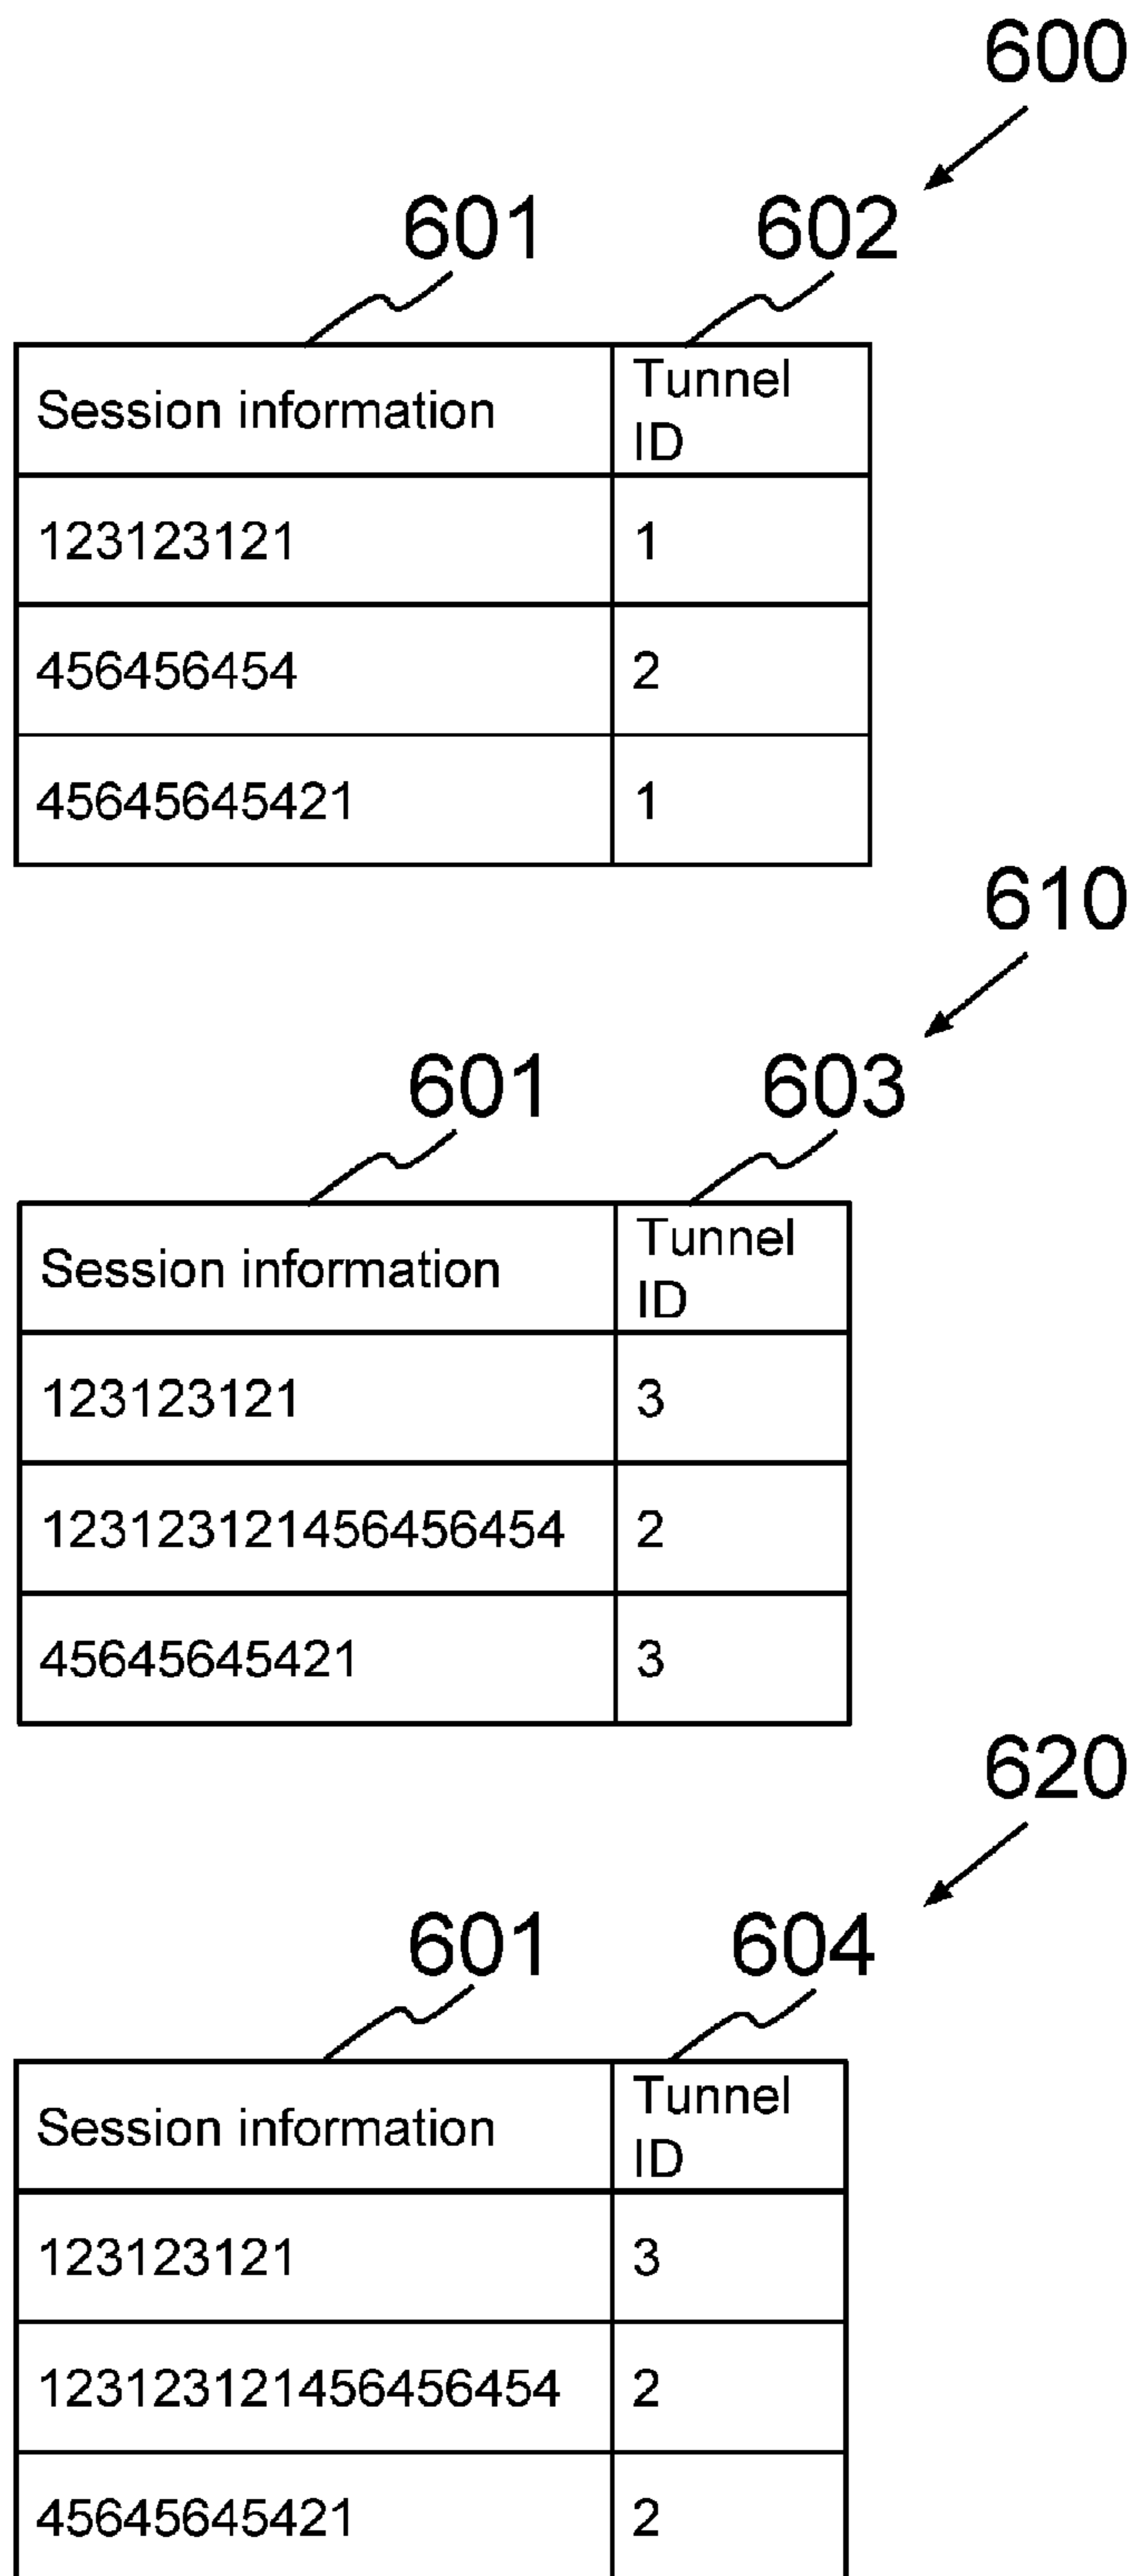 600
601 602
Session information Tunnel
ID
123123121 1
456456454 2
45645645421 1
610
601 603
Session information Tunnel
ID
123123121 3
123123121456456454 2
45645645421 3
620
601 604
Session information Tunnel
ID
123123121 3
123123121456456454 2
45645645421 2